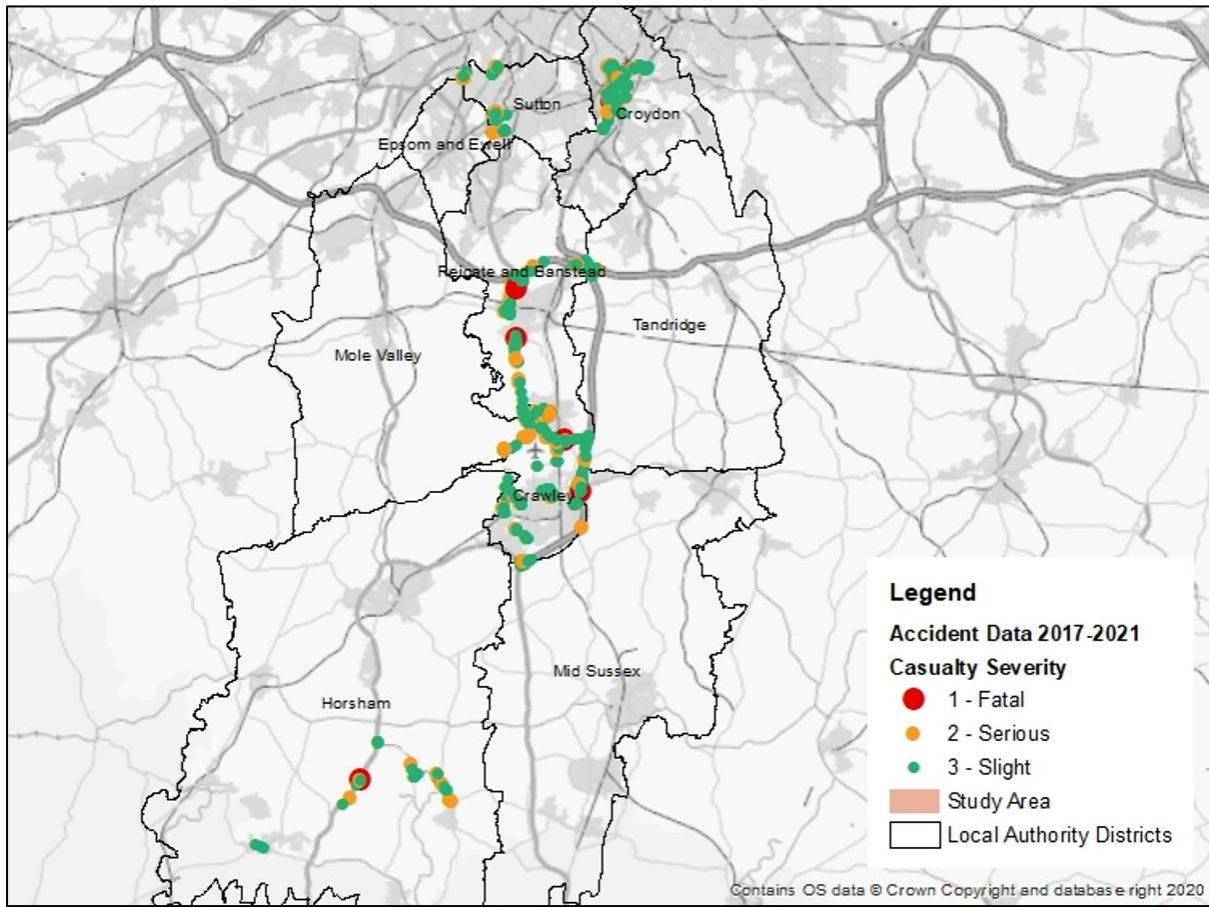 Sutton
Croydon
Epsom and Ewell
Reigate and Banstead
Tandridge
Mole Valley
Crawley
Mid Sussex
Horsham
Legend
Accident Data 2017-2021
Casualty Severity
1 - Fatal
2 - Serious
3 - Slight
Study Area
Local Authority Districts
Contains OS data © Crown Copyright and database right 2020